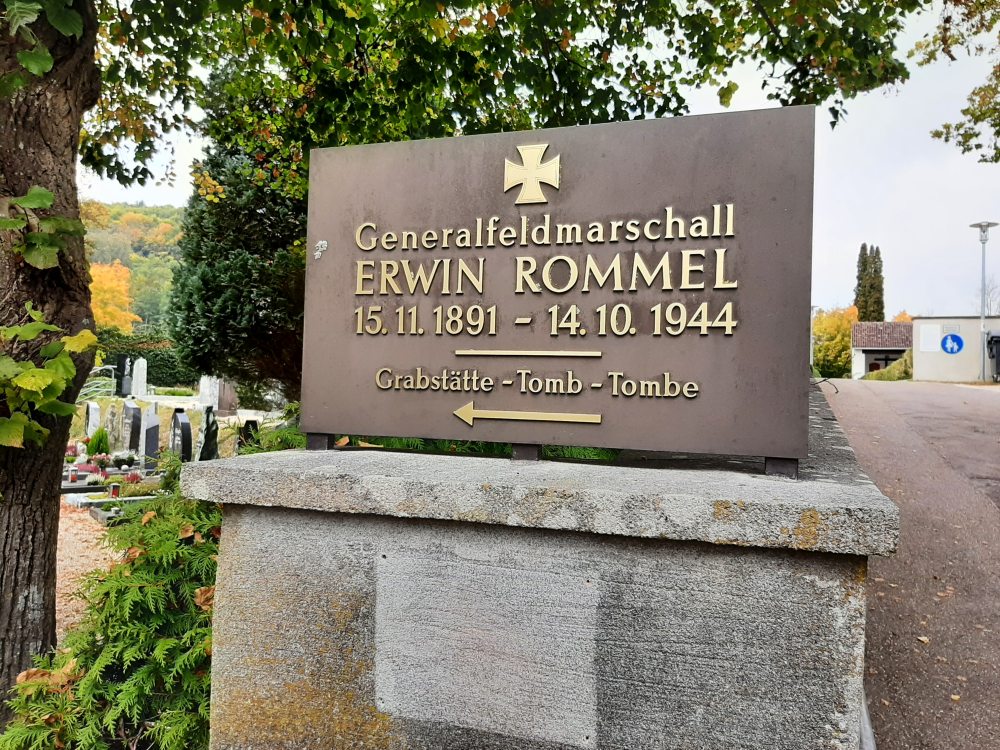 Generalfeldmarschall
ERWIN ROMMEL
15. 11. 1891 - 14. 10. 1944
Grabstätte - Tomb - Tombe